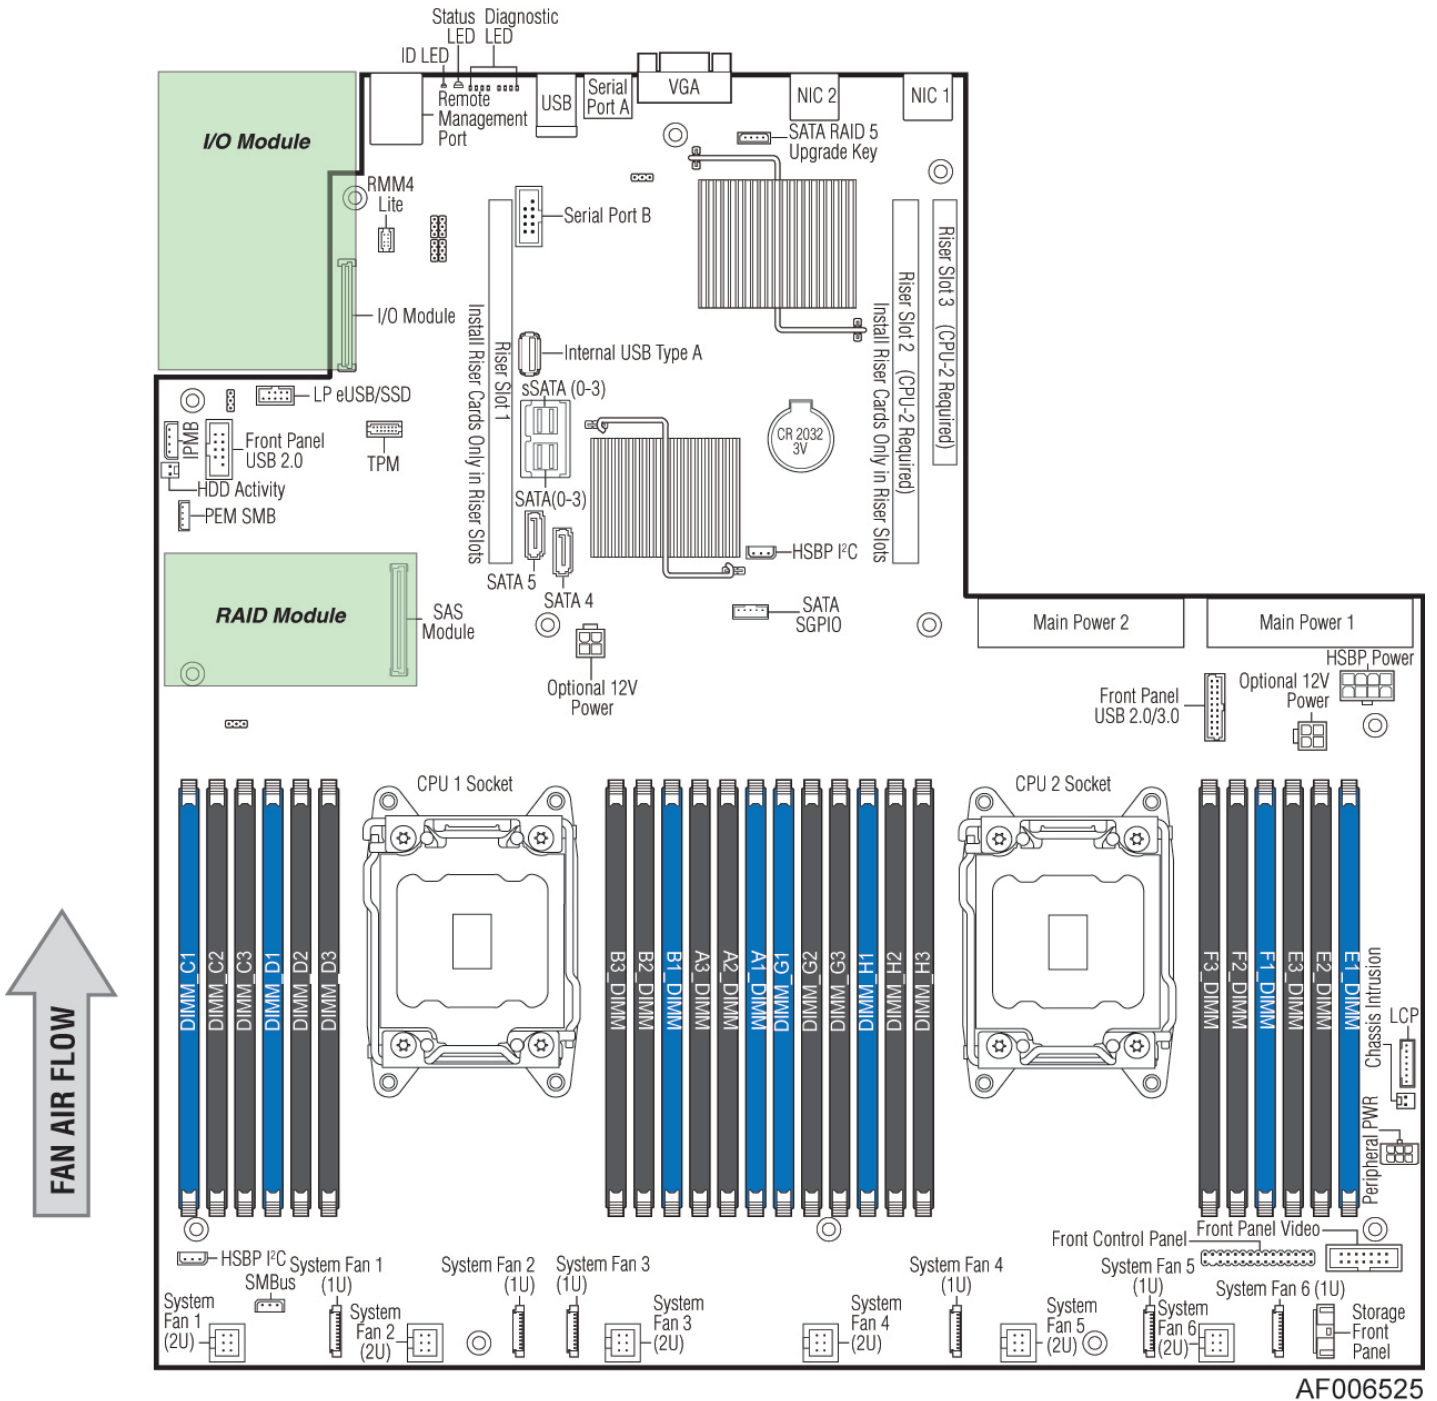 Status Diagnostic
LED LED
ID LED
I/O Module
Remote
Management
Port
USB
Serial
Port A
VGA
NIC 2
NIC 1
SATA RAID 5
Upgrade Key
RMM4
Lite
Serial Port B
I/O Module
Internal USB Type A
sSATA (0-3)
Riser Slot 1
Install Riser Cards Only in Riser Slots
Riser Slot 2 (CPU-2 Required)
Install Riser Cards Only in Riser Slots
Riser Slot 3 (CPU-2 Required)
CR 2032
3V
LP eUSB/SSD
IPMB
Front Panel
USB 2.0
TPM
HDD Activity
PEM SMB
SATA(0-3)
SATA 5
SATA 4
HSBP I²C
SATA
SGPIO
RAID Module
SAS
Module
Optional 12V
Power
Main Power 2
Main Power 1
HSBP Power
Optional 12V
Power
Front Panel
USB 2.0/3.0
CPU 1 Socket
CPU 2 Socket
DIMM_C1
DIMM_C2
DIMM_C3
DIMM_D1
DIMM_D2
DIMM_D3
B3_DIMM
B2_DIMM
B1_DIMM
A3_DIMM
A2_DIMM
A1_DIMM
DIMM_G1
DIMM_G2
DIMM_G3
DIMM_H1
DIMM_H2
DIMM_H3
F3_DIMM
F2_DIMM
F1_DIMM
E3_DIMM
E2_DIMM
E1_DIMM
Chassis Intrusion
LCP
Peripheral PWR
FAN AIR FLOW
Front Panel Video
Front Control Panel
HSBP I²C
SMBus
System Fan 1
(1U)
System Fan 2
(1U)
System Fan 3
(1U)
System Fan 4
(1U)
System Fan 5
(1U)
System Fan 6 (1U)
System
Fan 1
(2U)
System
Fan 2
(2U)
System
Fan 3
(2U)
System
Fan 4
(2U)
System
Fan 5
(2U)
System
Fan 6
(2U)
Storage
Front
Panel
AF006525